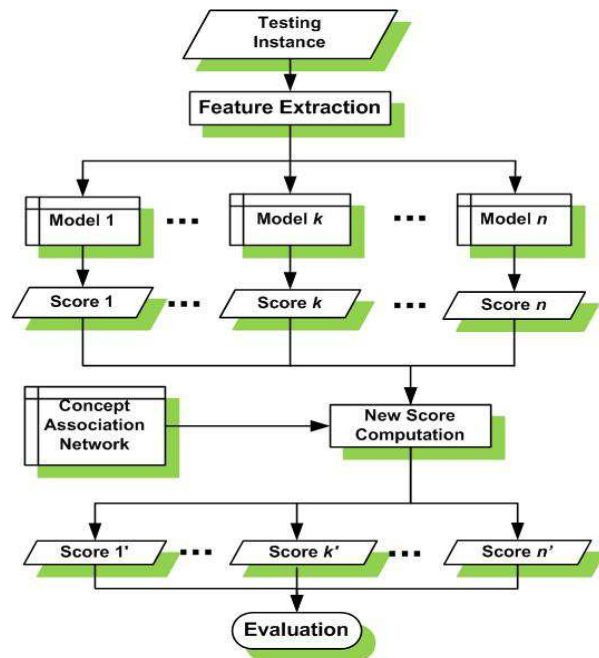 Testing
Instance
Feature Extraction
Model 1 ... Model k ... Model n
Score 1 ... Score k ... Score n
Concept
Association
Network
New Score
Computation
Score 1' ... Score k' ... Score n'
Evaluation